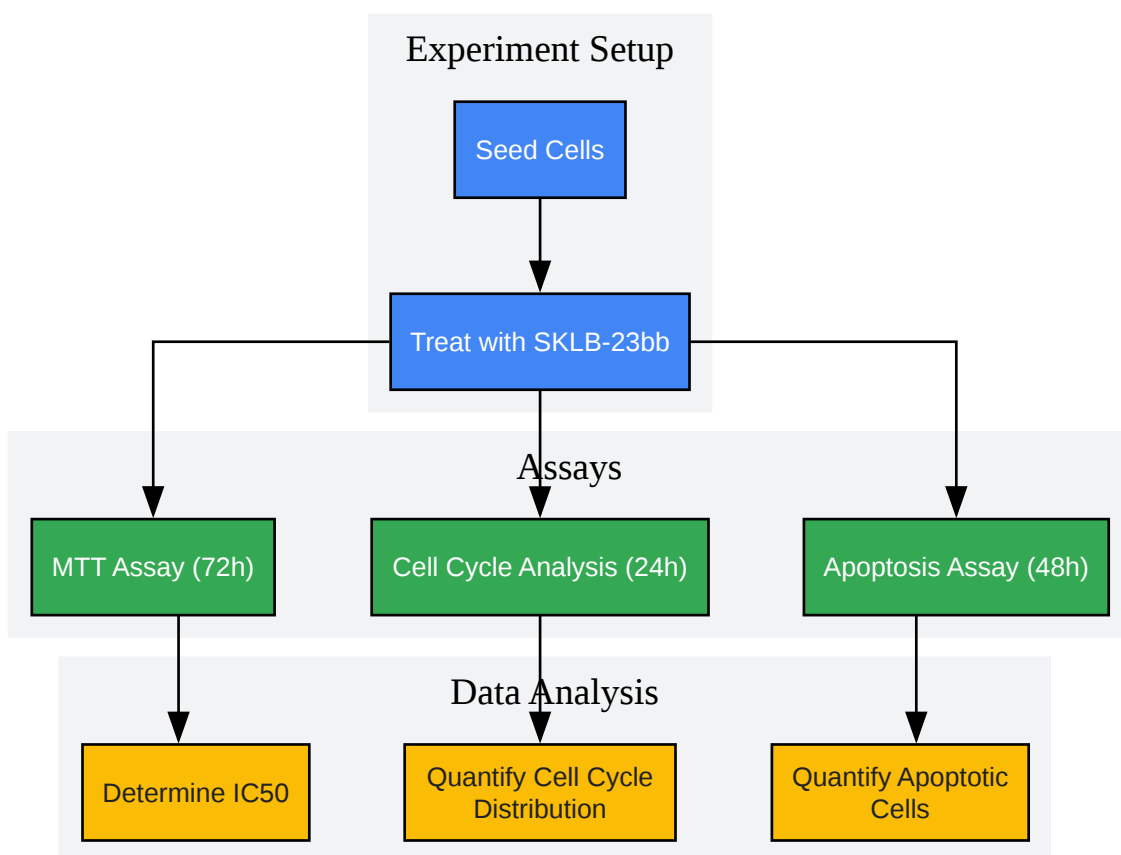 Experiment Setup
Seed Cells
Treat with SKLB-23bb
Assays
MTT Assay (72h)
Cell Cycle Analysis (24h)
Apoptosis Assay (48h)
Data Analysis
Determine IC50
Quantify Cell Cycle
Distribution
Quantify Apoptotic
Cells